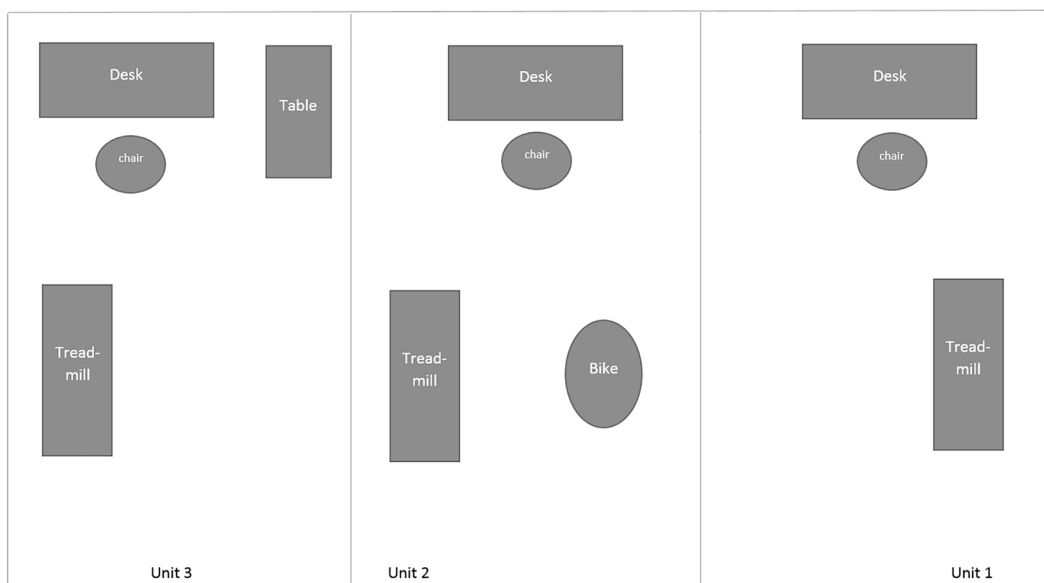 Desk
Table
chair
Tread-
mill
Unit 3
Desk
chair
Tread-
mill
Bike
Unit 2
Desk
chair
Tread-
mill
Unit 1